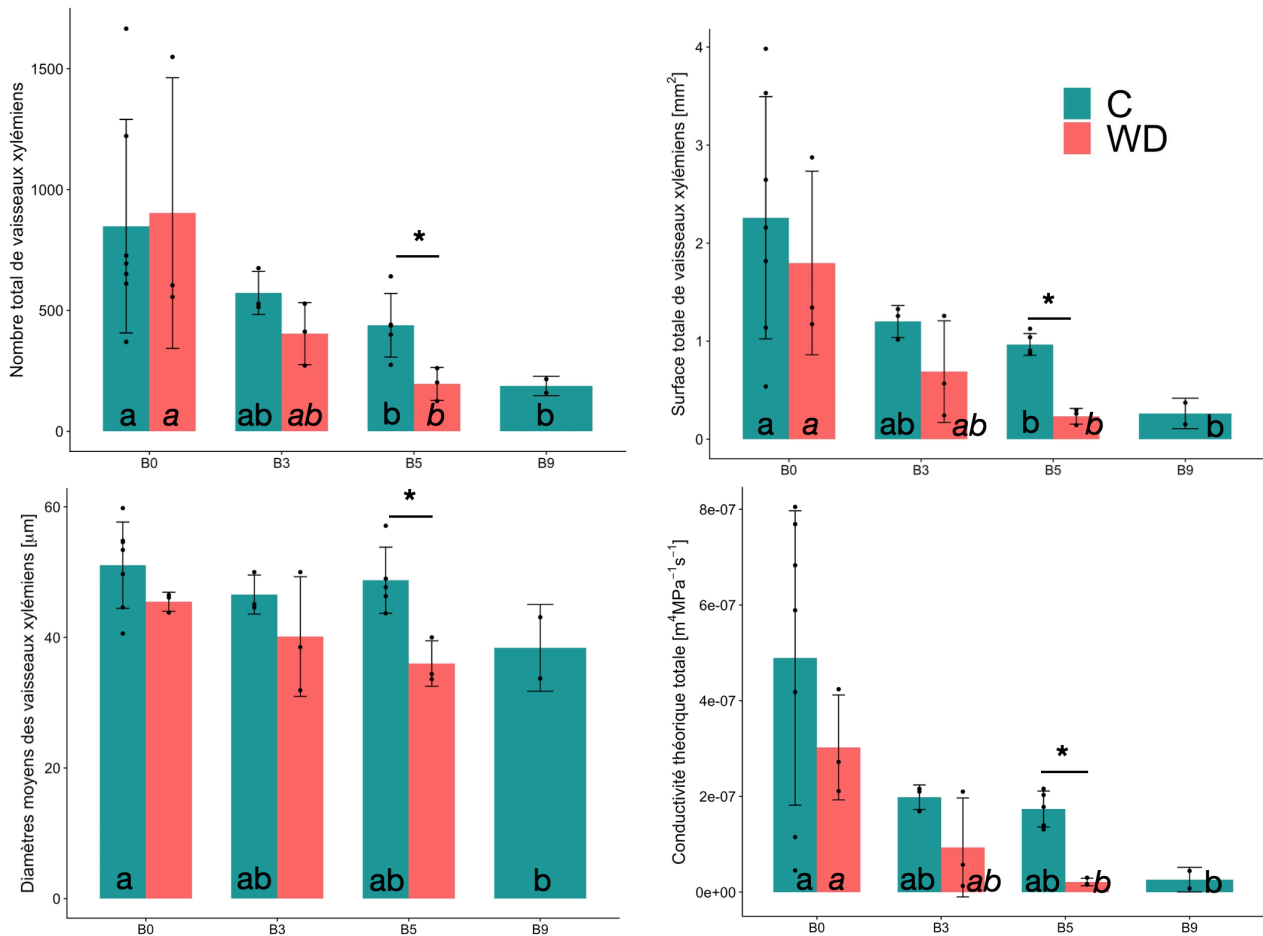 Nombre total de vaisseaux xylémiens
1500
1000
500
0
*
a
a
ab
ab
b
b
b
B0
B3
B5
B9
Surface totale de vaisseaux xylémiens [mm²]
4
3
2
1
0
C
WD
*
a
a
ab
ab
b
b
b
B0
B3
B5
B9
Diamètres moyens des vaisseaux xylémiens [μm]
60
40
20
0
*
a
ab
ab
b
B0
B3
B5
B9
Conductivité théorique totale [m⁴MPa⁻¹s⁻¹]
8e-07
6e-07
4e-07
2e-07
0e+00
*
a
a
ab
ab
ab
b
b
B0
B3
B5
B9